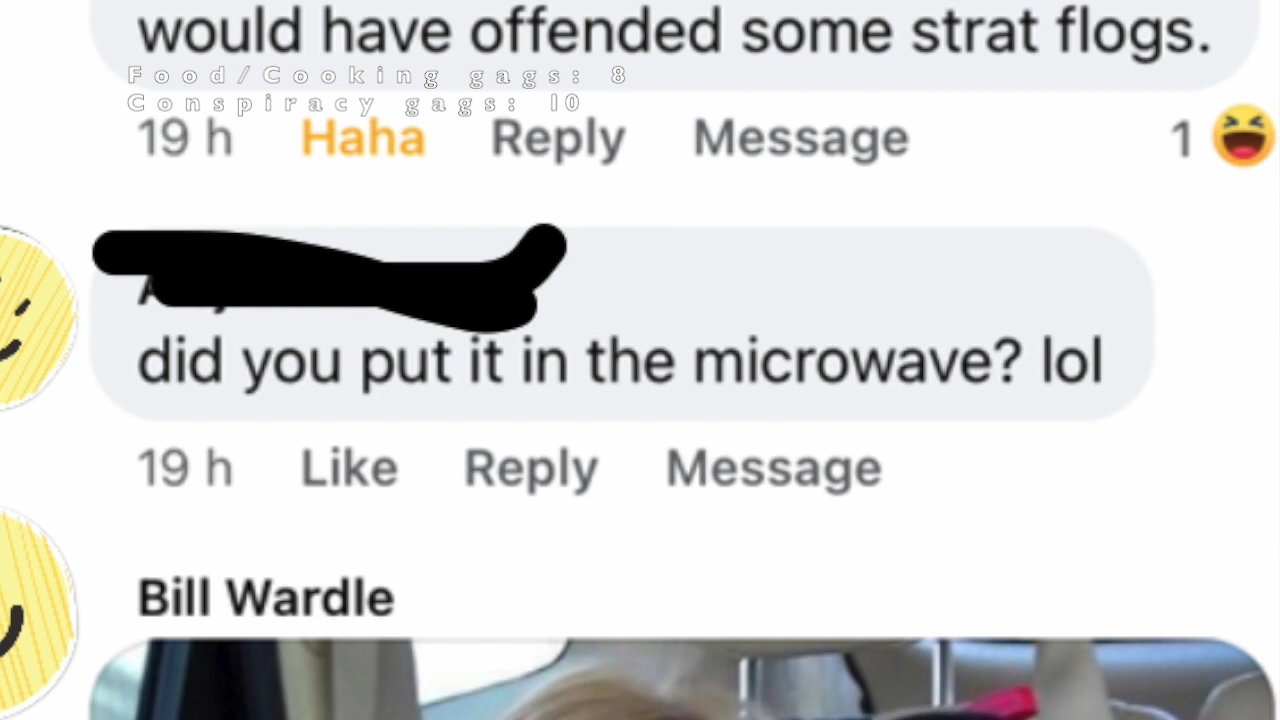 would have offended some strat flogs.
Food/Cooking gags: 8
Conspiracy gags: 10
19 h Haha Reply Message 1
did you put it in the microwave? lol
19 h Like Reply Message
Bill Wardle